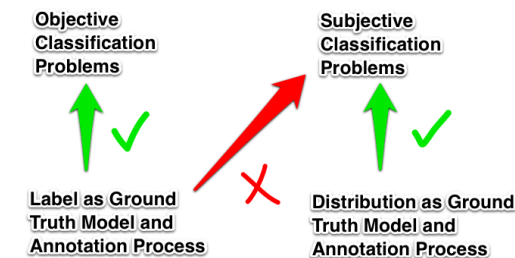 Objective
Classification
Problems
Subjective
Classification
Problems
Label as Ground
Truth Model and
Annotation Process
Distribution as Ground
Truth Model and
Annotation Process